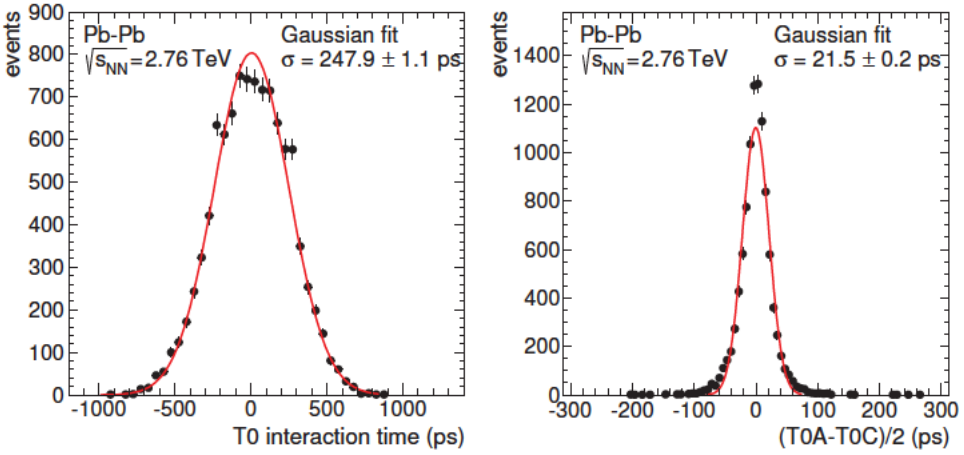 events
900
800
700
600
500
400
300
200
100
0
Pb-Pb
√s_NN=2.76 TeV
Gaussian fit
σ = 247.9 ± 1.1 ps
-1000 -500 0 500 1000
T0 interaction time (ps)
events
1400
1200
1000
800
600
400
200
0
Pb-Pb
√s_NN=2.76 TeV
Gaussian fit
σ = 21.5 ± 0.2 ps
-300 -200 -100 0 100 200 300
(T0A-T0C)/2 (ps)